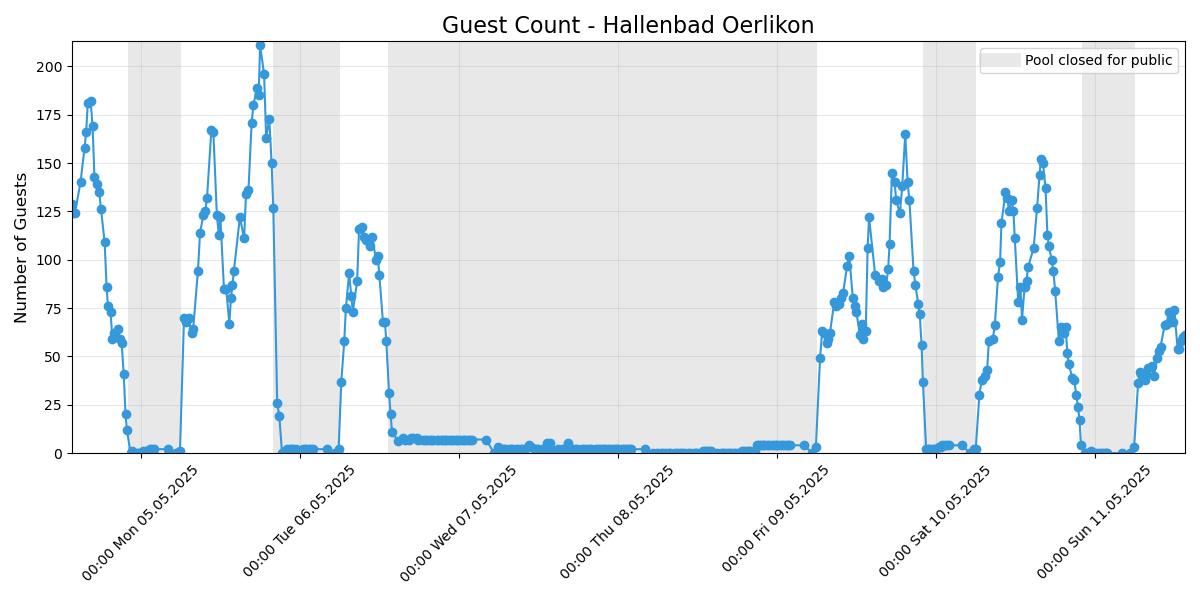 Guest Count - Hallenbad Oerlikon
Pool closed for public
Number of Guests
200
175
150
125
100
75
50
25
0
00:00 Mon 05.05.2025
00:00 Tue 06.05.2025
00:00 Wed 07.05.2025
00:00 Thu 08.05.2025
00:00 Fri 09.05.2025
00:00 Sat 10.05.2025
00:00 Sun 11.05.2025